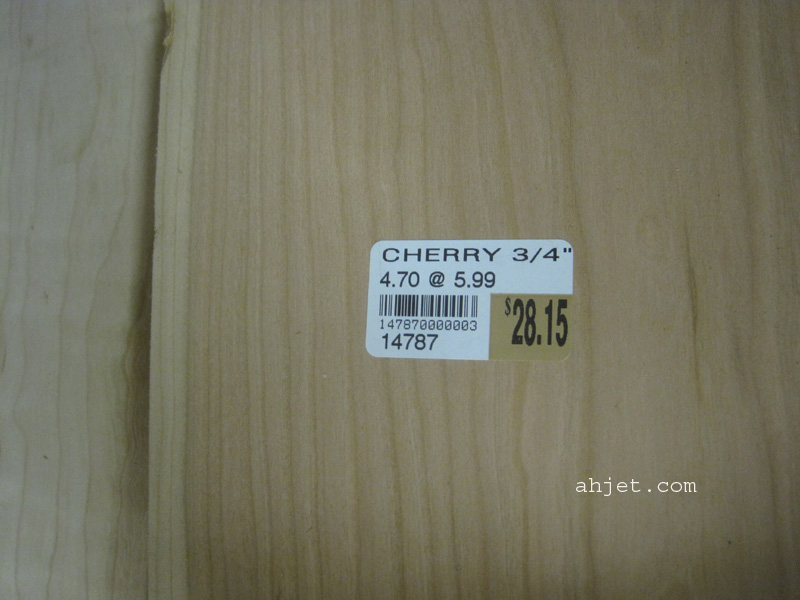 CHERRY 3/4"
4.70 @ 5.99
147870000003
14787
$28.15
ahjet.com